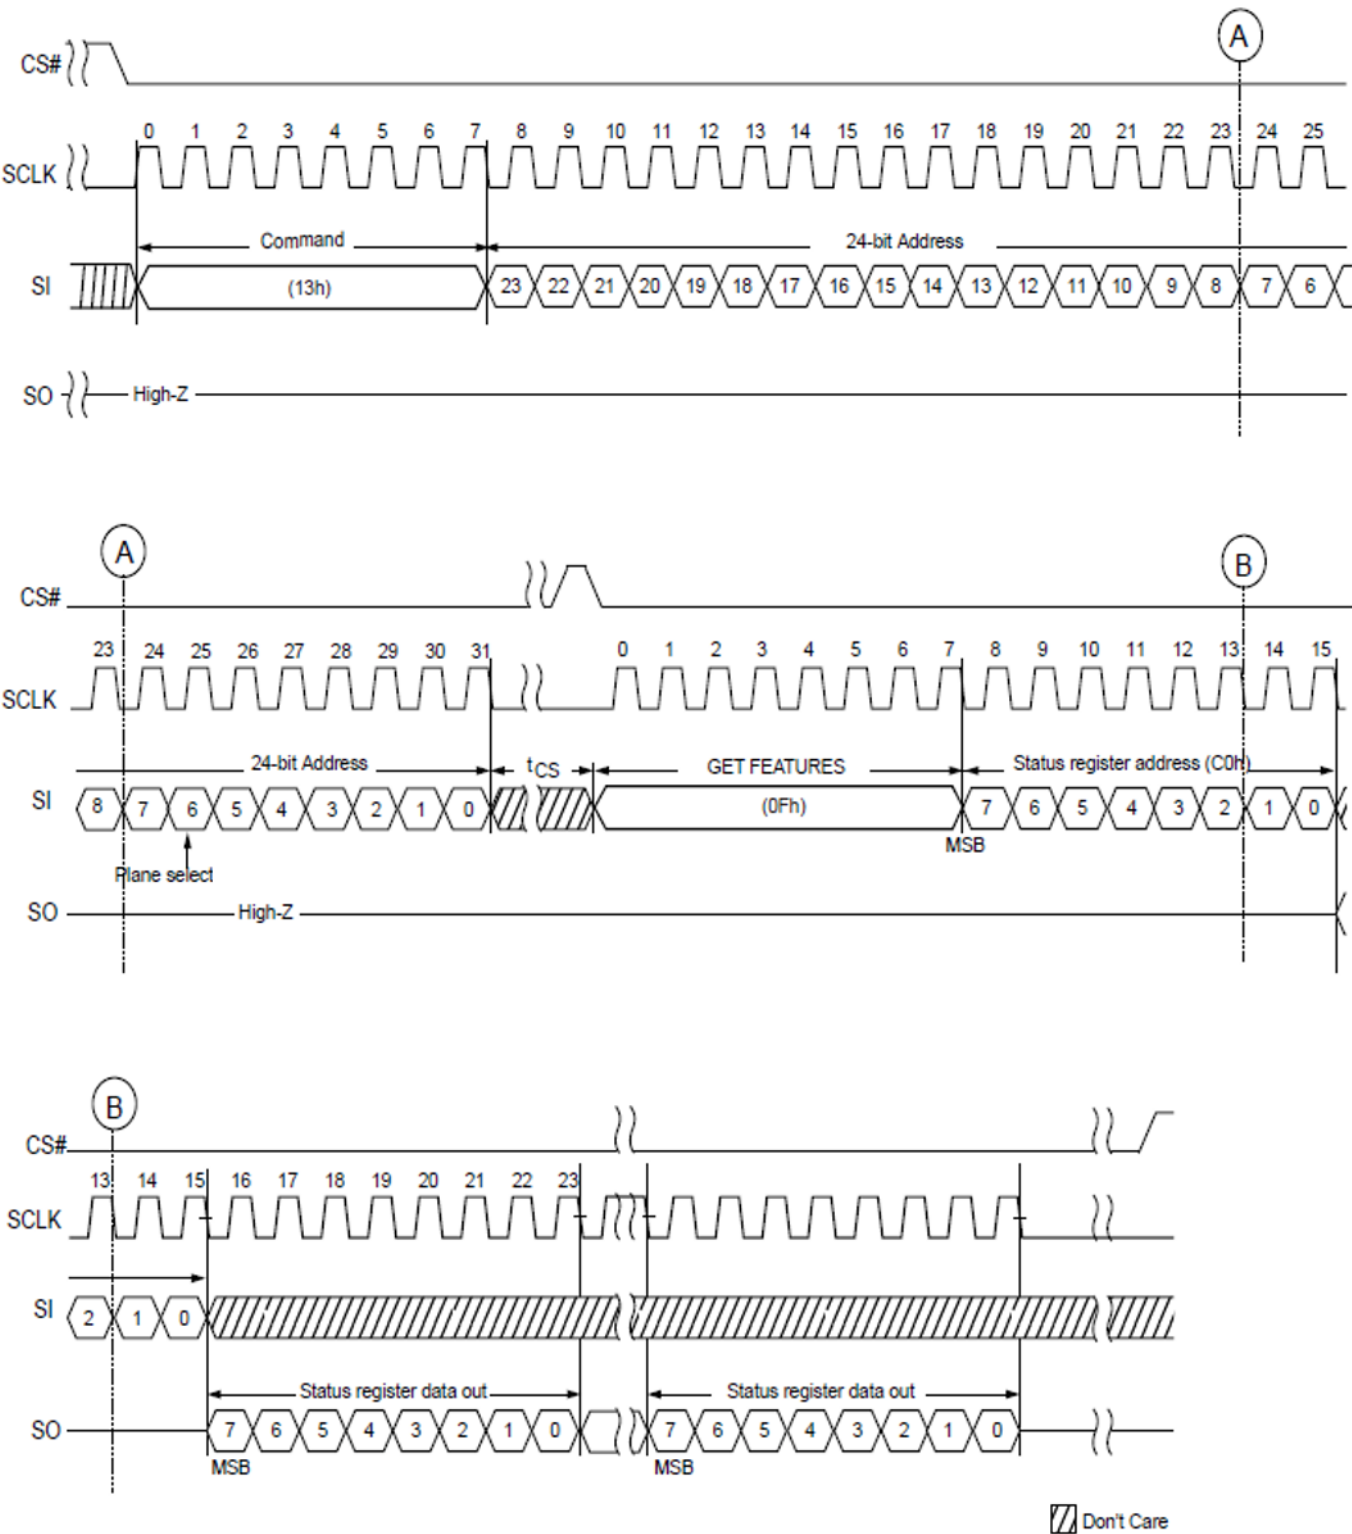 A
CS#
0 1 2 3 4 5 6 7 8 9 10 11 12 13 14 15 16 17 18 19 20 21 22 23 24 25
SCLK
Command 24-bit Address
SI (13h) 23 22 21 20 19 18 17 16 15 14 13 12 11 10 9 8 7 6
SO High-Z
A B
CS#
23 24 25 26 27 28 29 30 31 0 1 2 3 4 5 6 7 8 9 10 11 12 13 14 15
SCLK
24-bit Address tCS GET FEATURES Status register address (C0h)
SI 8 7 6 5 4 3 2 1 0 (0Fh) 7 6 5 4 3 2 1 0
MSB
Plane select
SO High-Z
B
CS#
13 14 15 16 17 18 19 20 21 22 23
SCLK
SI 2 1 0
Status register data out Status register data out
SO 7 6 5 4 3 2 1 0 7 6 5 4 3 2 1 0
MSB MSB
Don't Care